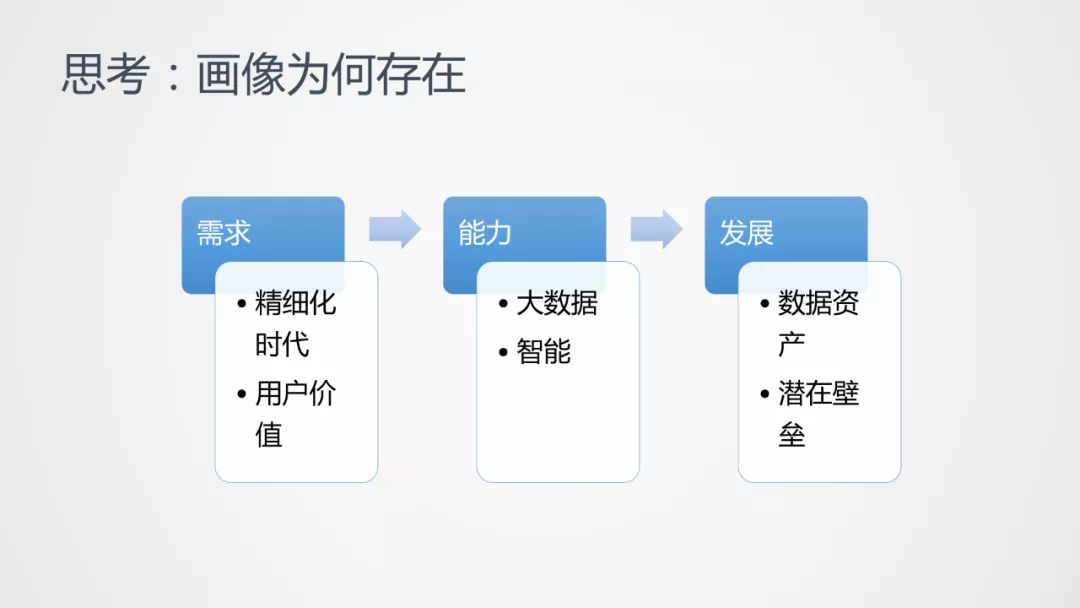 思考：画像为何存在
需求
• 精细化
时代
• 用户价
值
能力
• 大数据
• 智能
发展
• 数据资
产
• 潜在壁
垒